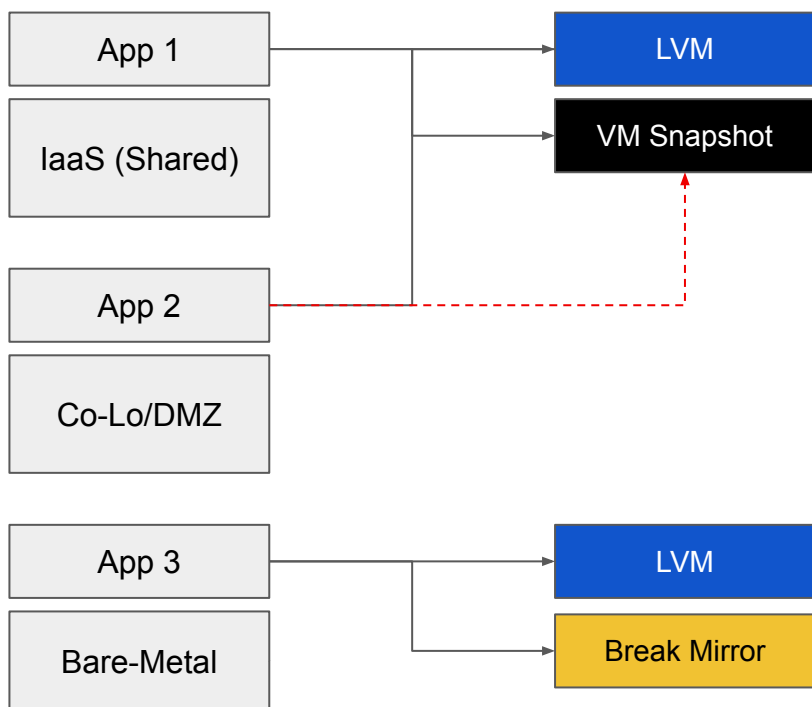 App 1
LVM
IaaS (Shared)
VM Snapshot
App 2
Co-Lo/DMZ
App 3
LVM
Bare-Metal
Break Mirror